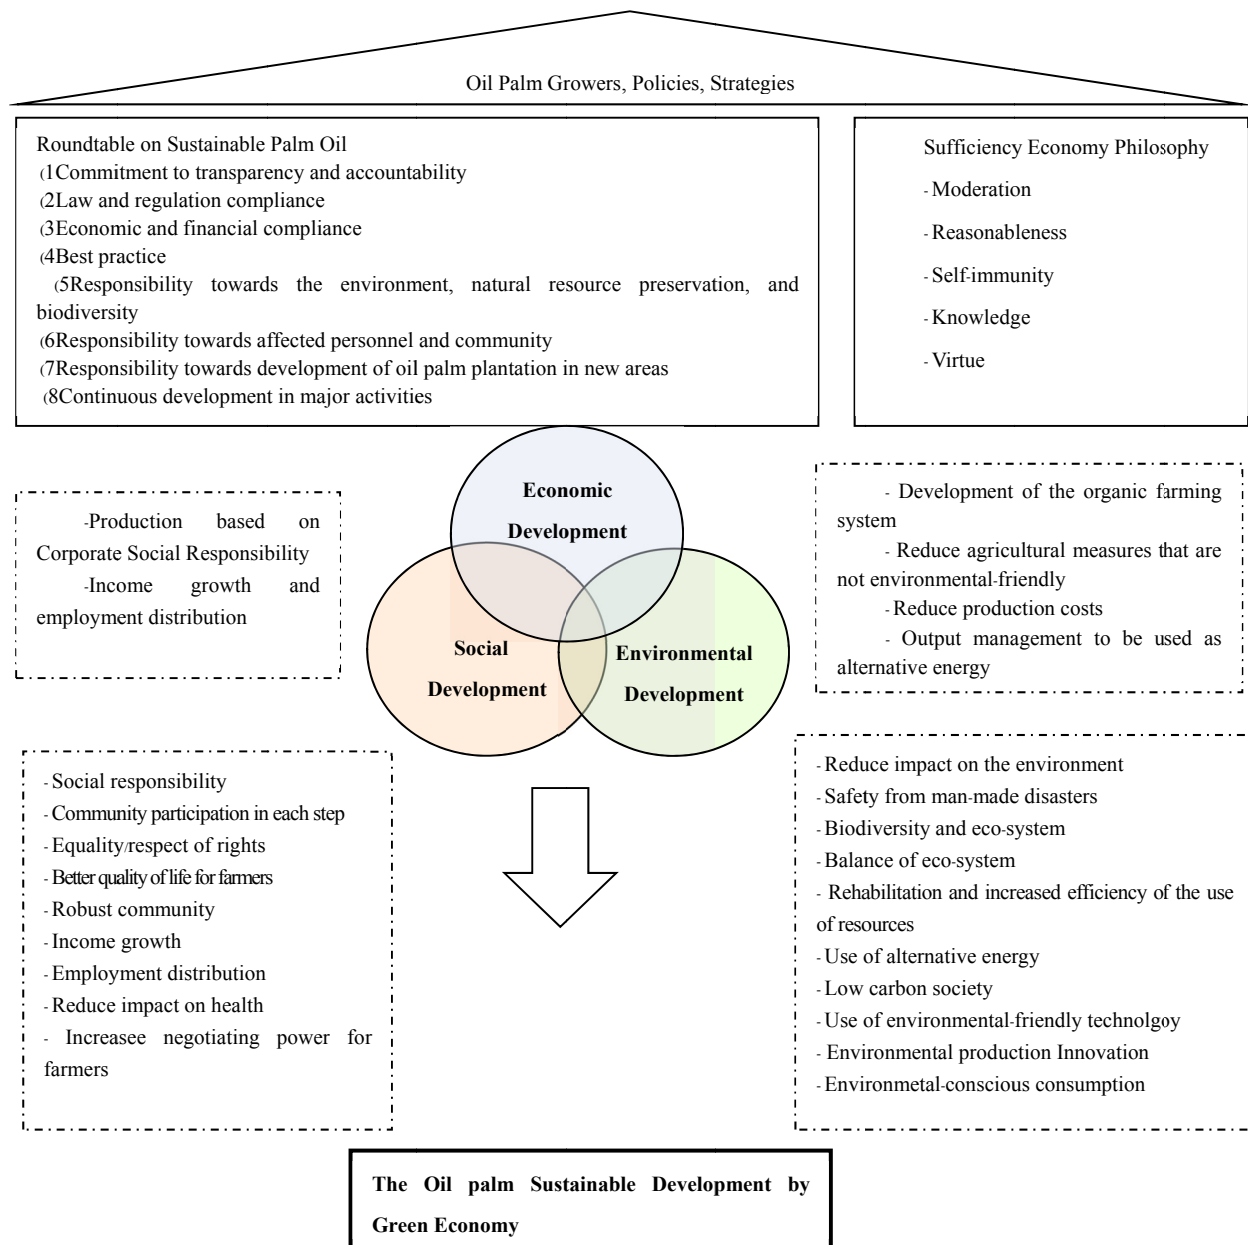 Oil Palm Growers, Policies, Strategies
Roundtable on Sustainable Palm Oil
(1Commitment to transparency and accountability
(2Law and regulation compliance
(3Economic and financial compliance
(4Best practice
(5Responsibility towards the environment, natural resource preservation, and
biodiversity
(6Responsibility towards affected personnel and community
(7Responsibility towards development of oil palm plantation in new areas
(8Continuous development in major activities
Sufficiency Economy Philosophy
-Moderation
-Reasonableness
-Self-immunity
-Knowledge
-Virtue
-Production based on
Corporate Social Responsibility
-Income growth and
employment distribution
Economic
Development
Social
Development
Environmental
Development
- Development of the organic farming
system
- Reduce agricultural measures that are
not environmental-friendly
- Reduce production costs
- Output management to be used as
alternative energy
-Social responsibility
-Community participation in each step
-Equality/respect of rights
-Better quality of life for farmers
-Robust community
-Income growth
-Employment distribution
-Reduce impact on health
- Increasee negotiating power for
farmers
-Reduce impact on the environment
-Safety from man-made disasters
-Biodiversity and eco-system
-Balance of eco-system
- Rehabilitation and increased efficiency of the use
of resources
-Use of alternative energy
-Low carbon society
-Use of environmental-friendly technolgoy
-Environmental production Innovation
-Environmetal-conscious consumption
The Oil palm Sustainable Development by
Green Economy